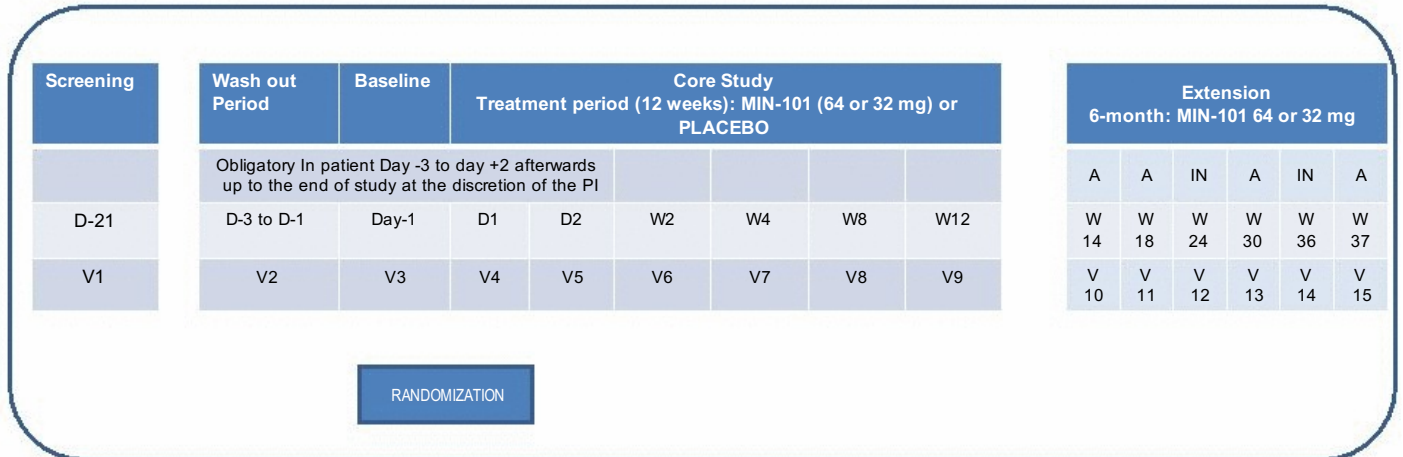 Screening
Wash out
Period
Baseline
Core Study
Treatment period (12 weeks): MIN-101 (64 or 32 mg) or
PLACEBO
Extension
6-month: MIN-101 64 or 32 mg
Obligatory In patient Day -3 to day +2 afterwards
up to the end of study at the discretion of the PI
A A IN A IN A
D-21 D-3 to D-1 Day-1 D1 D2 W2 W4 W8 W12
W W W W W W
14 18 24 30 36 37
V1 V2 V3 V4 V5 V6 V7 V8 V9
V V V V V V
10 11 12 13 14 15
RANDOMIZATION